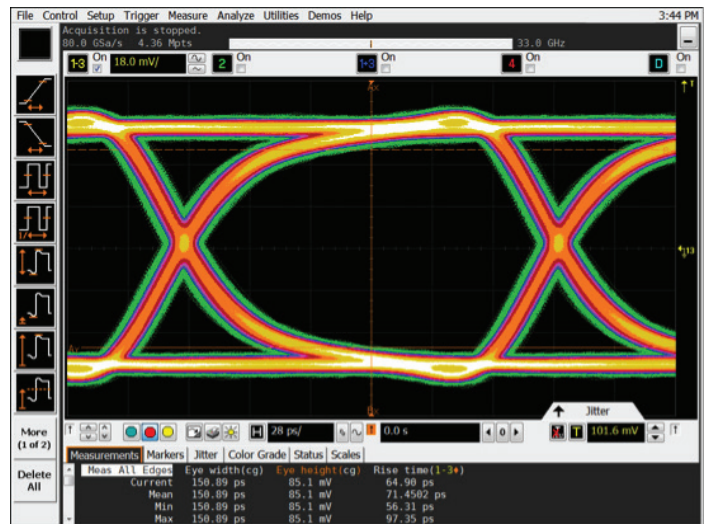 File Control Setup Trigger Measure Analyze Utilities Demos Help 3:44 PM
Acquisition is stopped.
80.0 GSa/s 4.36 Mpts 33.0 GHz
1-3 On 18.0 mV/ 2 On 1+3 On 4 On D On
Ax
T
13
Ay
Bx
More
(1 of 2)
Delete
All
Jitter
H 28 ps/ 0.0 s 0 T 101.6 mV
Measurements Markers Jitter Color Grade Status Scales
Meas All Edges Eye width(cg) Eye height(cg) Rise time(1-3♦)
Current 150.89 ps 85.1 mV 64.90 ps
Mean 150.89 ps 85.1 mV 71.4502 ps
Min 150.89 ps 85.1 mV 56.31 ps
Max 150.89 ps 85.1 mV 97.35 ps